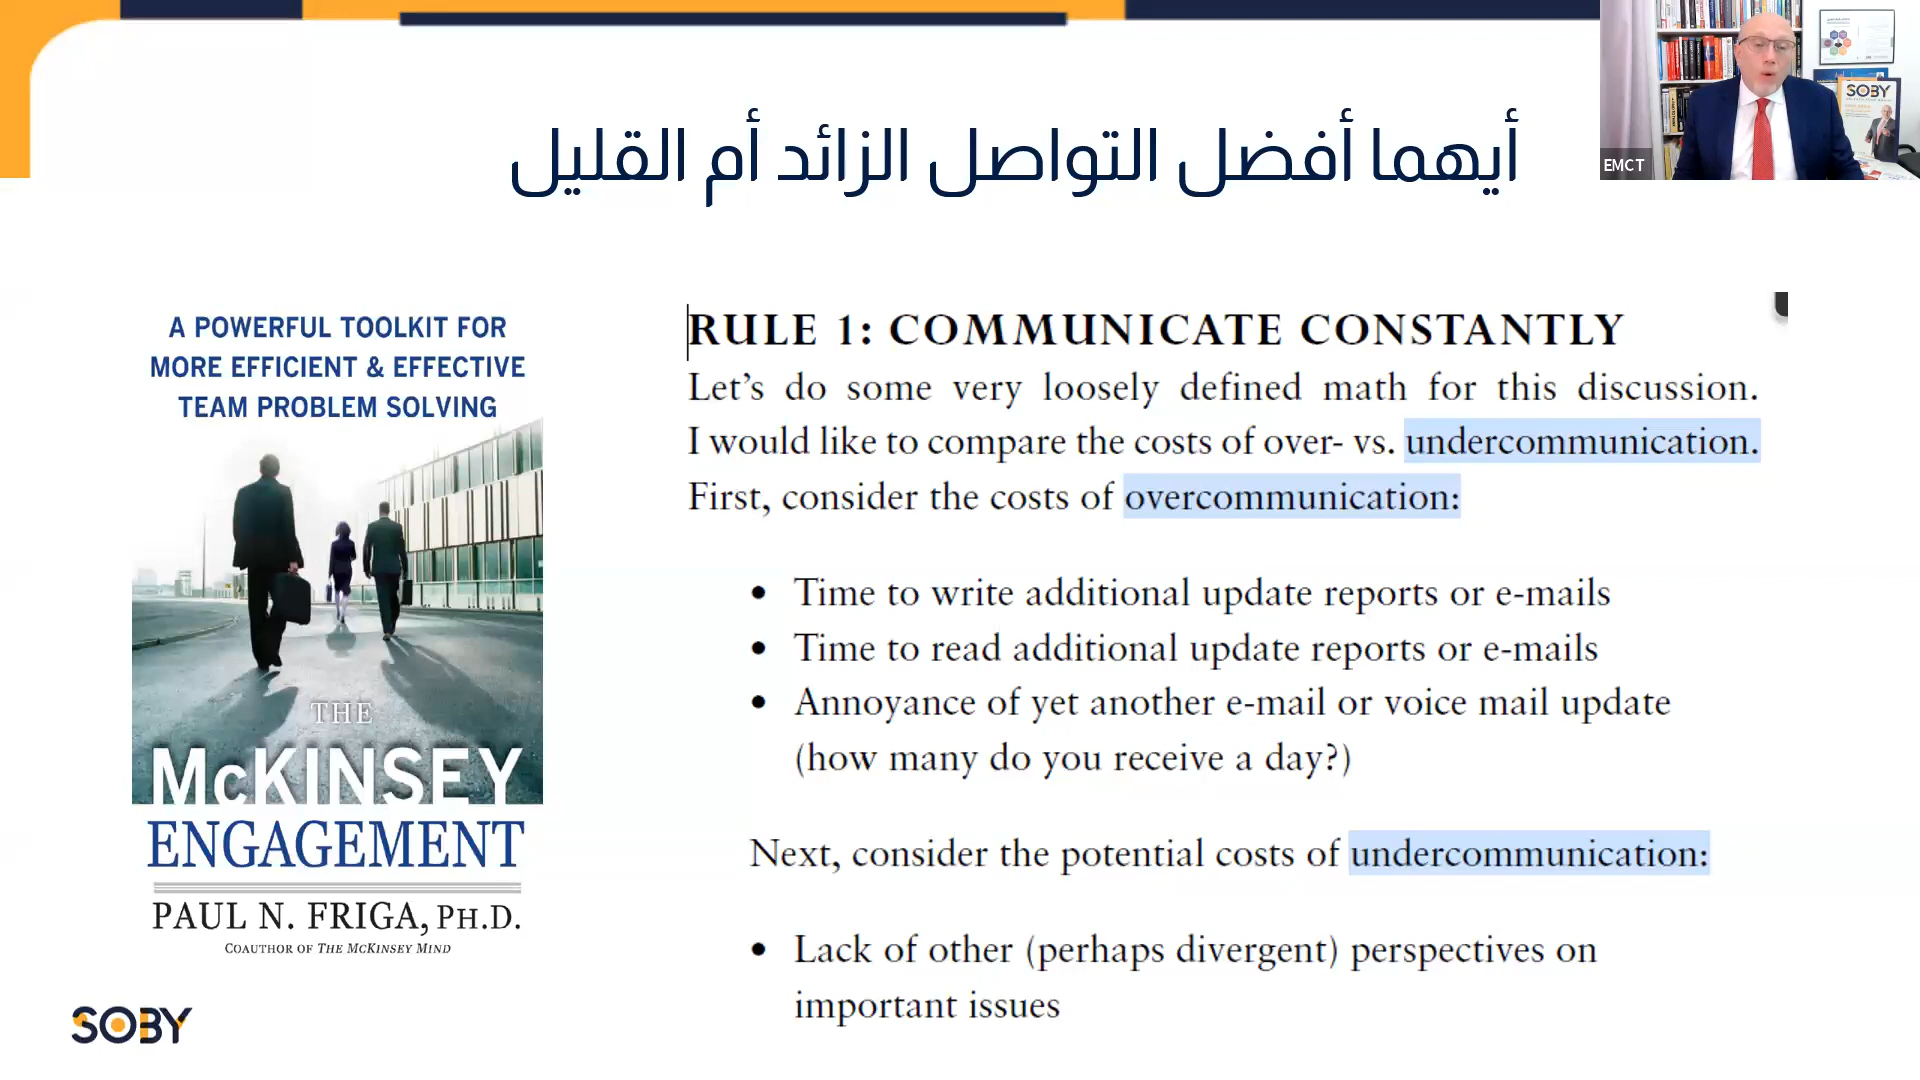 أيهما أفضل التواصل الزائد أم القليل
EMCT
SOBY
A POWERFUL TOOLKIT FOR
MORE EFFICIENT & EFFECTIVE
TEAM PROBLEM SOLVING
THE
McKINSEY
ENGAGEMENT
PAUL N. FRIGA, PH.D.
COAUTHOR OF THE MCKINSEY MIND
RULE 1: COMMUNICATE CONSTANTLY
Let’s do some very loosely defined math for this discussion.
I would like to compare the costs of over- vs. undercommunication.
First, consider the costs of overcommunication:
• Time to write additional update reports or e-mails
• Time to read additional update reports or e-mails
• Annoyance of yet another e-mail or voice mail update
(how many do you receive a day?)
Next, consider the potential costs of undercommunication:
• Lack of other (perhaps divergent) perspectives on
important issues
SOBY